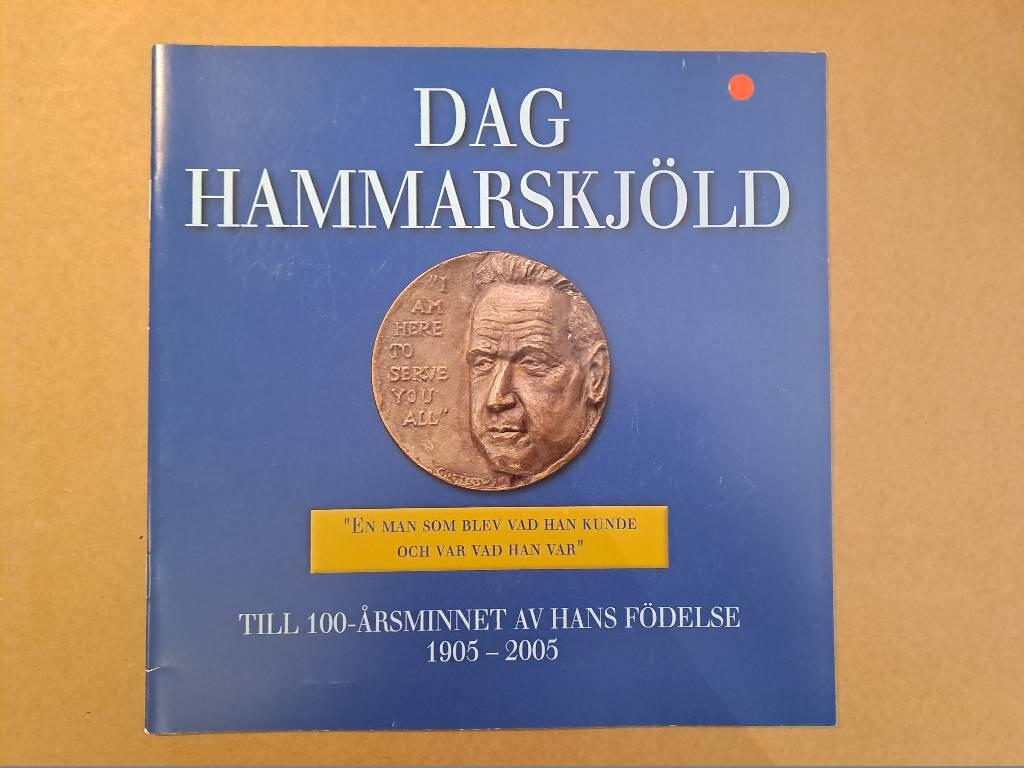 DAG
HAMMARSKJÖLD
"I
AM
HERE
TO
SERVE
YOU
ALL"
"EN MAN SOM BLEV VAD HAN KUNDE
OCH VAR VAD HAN VAR"
TILL 100-ÅRSMINNET AV HANS FÖDELSE
1905 – 2005